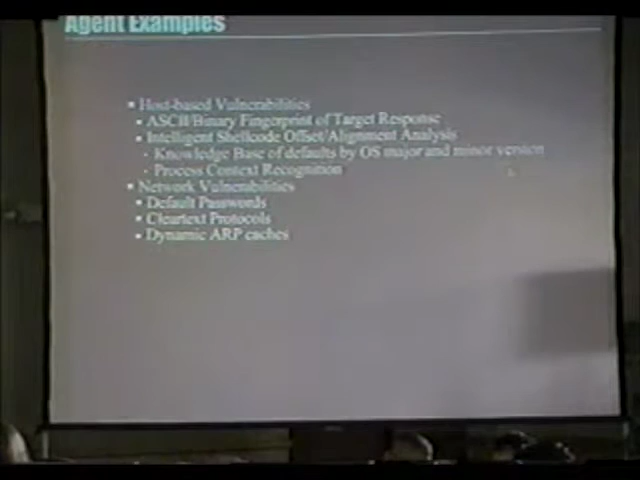 Agent Examples
▪ Host-based Vulnerabilities
▪ ASCII/Binary Fingerprint of Target Response
▪ Intelligent Shellcode Offset/Alignment Analysis
- Knowledge Base of defaults by OS major and minor version
- Process Context Recognition
▪ Network Vulnerabilities
▪ Default Passwords
▪ Cleartext Protocols
▪ Dynamic ARP caches